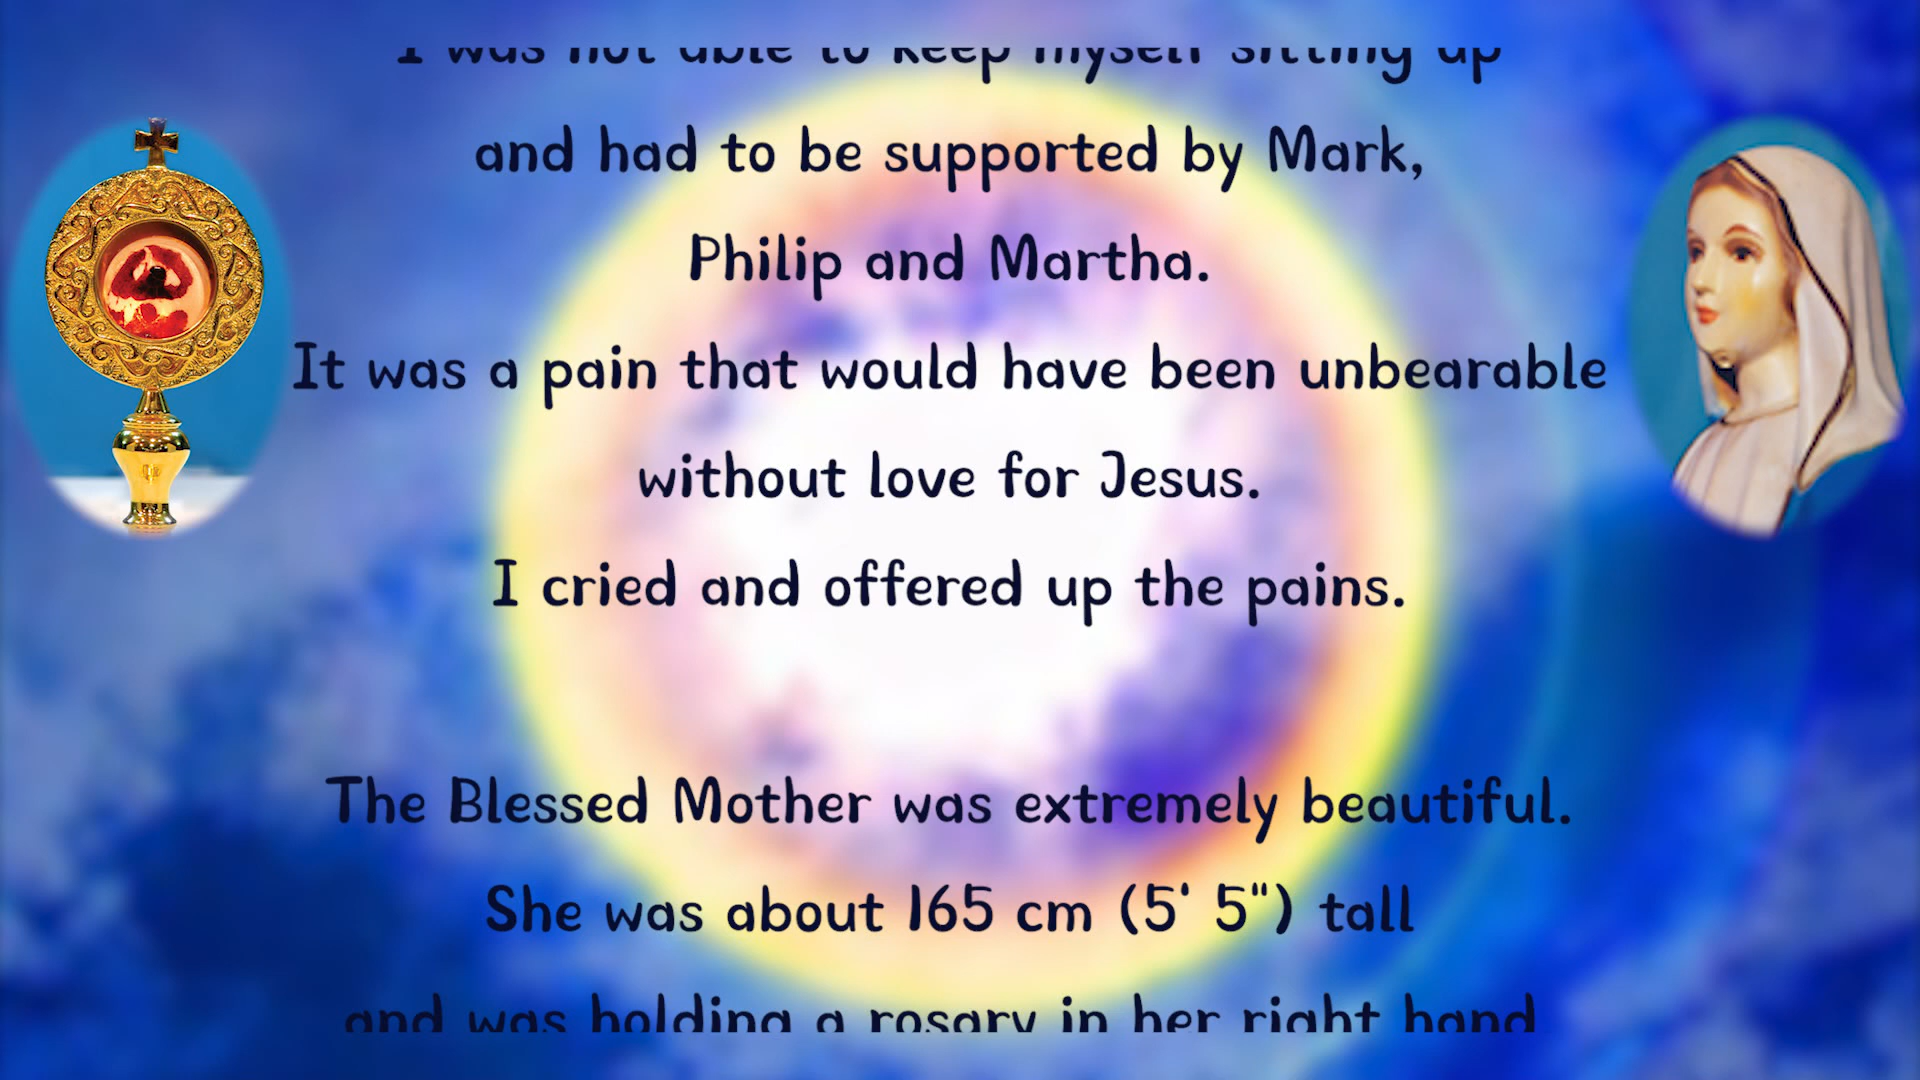 I was not able to keep myself sitting up
and had to be supported by Mark,
Philip and Martha.
It was a pain that would have been unbearable
without love for Jesus.
I cried and offered up the pains.
The Blessed Mother was extremely beautiful.
She was about 165 cm (5' 5") tall
and was holding a rosary in her right hand